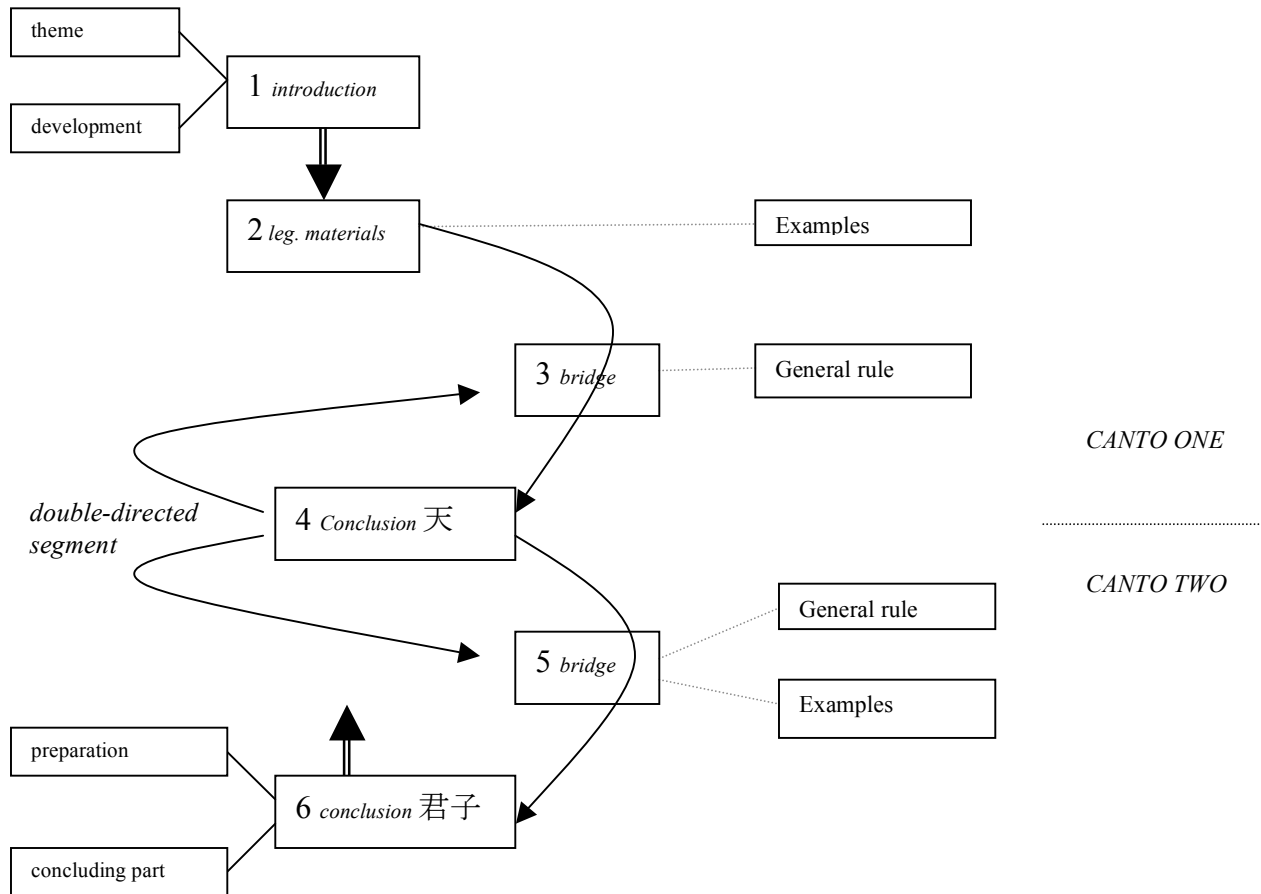 theme
1 introduction
development
2 leg. materials
Examples
3 bridge
General rule
CANTO ONE
double-directed
segment
4 Conclusion 天
CANTO TWO
General rule
5 bridge
Examples
preparation
6 conclusion 君子
concluding part